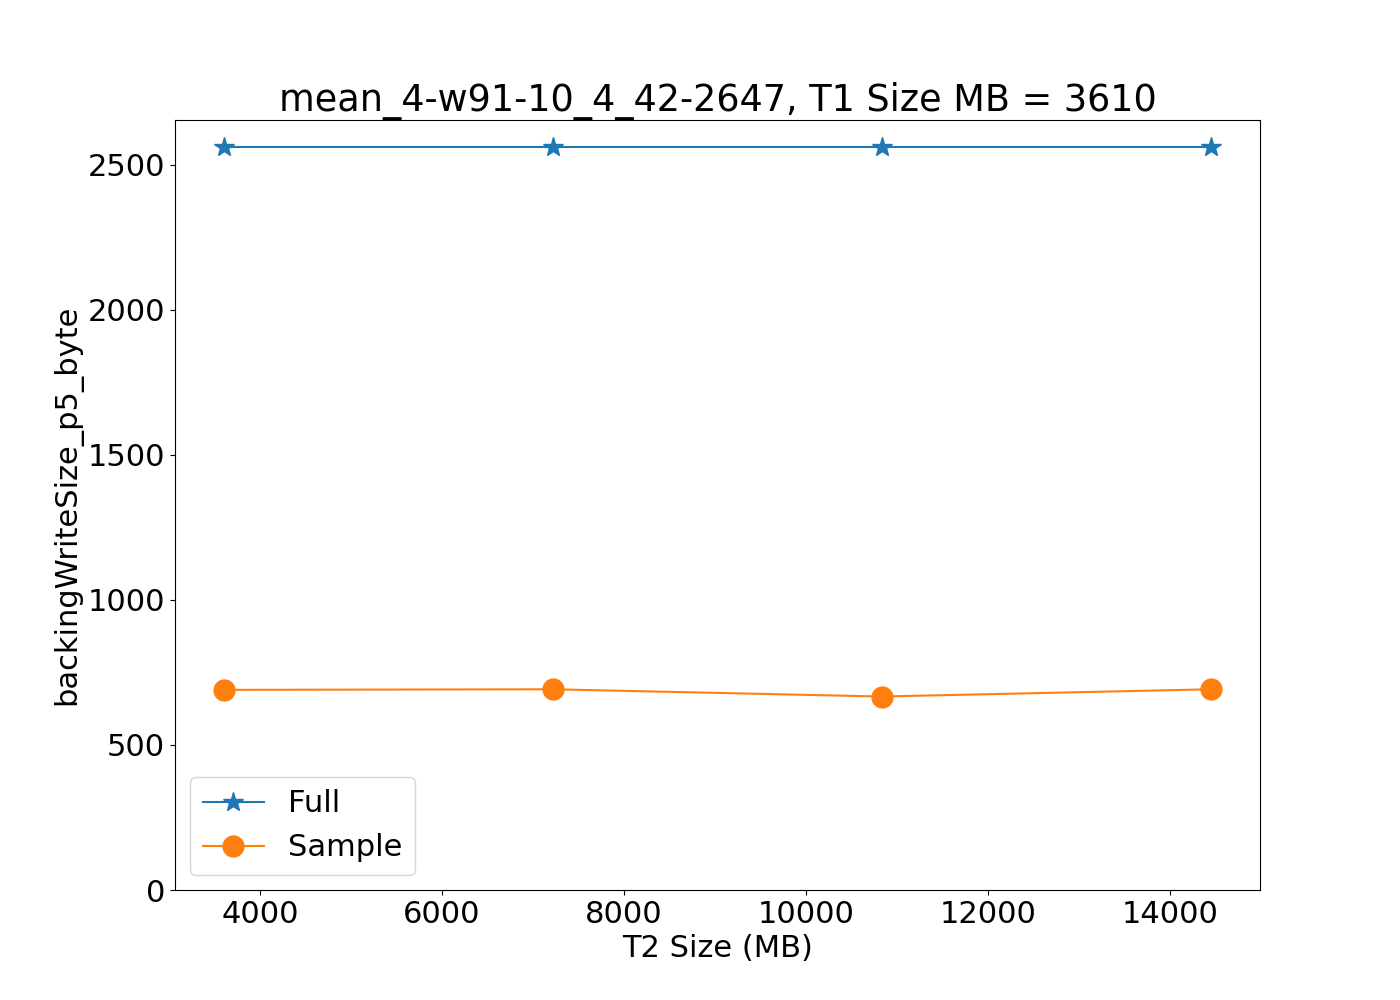 mean_4-w91-10_4_42-2647, T1 Size MB = 3610
backingWriteSize_p5_byte
2500
2000
1500
1000
500
0
Full
Sample
4000 6000 8000 10000 12000 14000
T2 Size (MB)